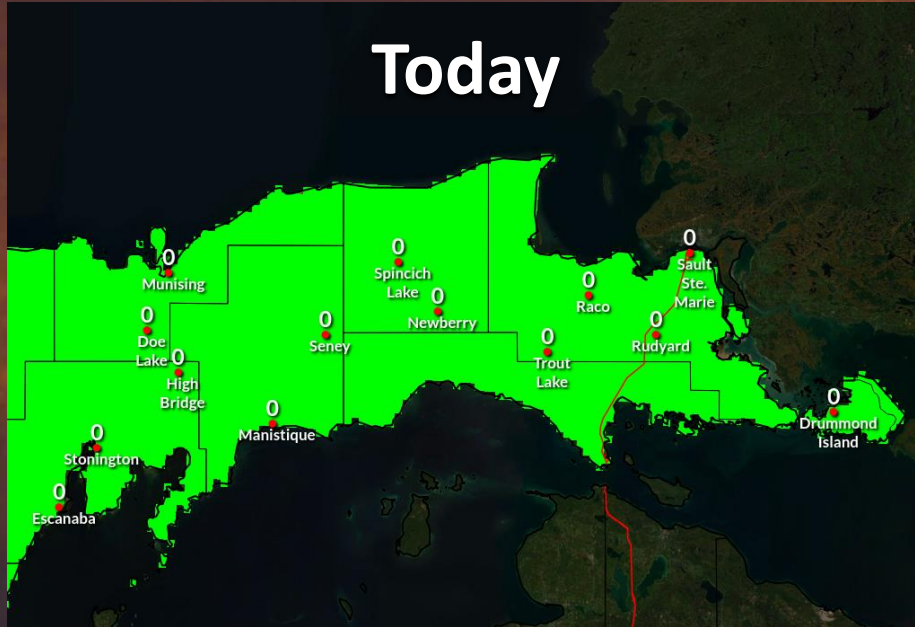 Today
0
Sault
Ste.
Marie
0
Spincich
Lake
0
Munising
0
Raco
0
Newberry
0
Doe
Lake
0
Seney
0
Rudyard
0
Trout
Lake
0
High
Bridge
0
Drummond
Island
0
Manistique
0
Stonington
0
Escanaba